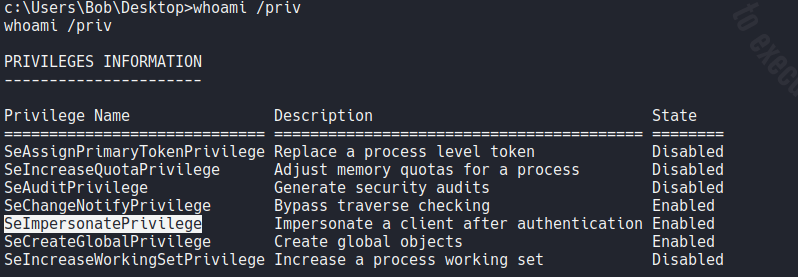 c:\Users\Bob\Desktop>whoami /priv
whoami /priv
PRIVILEGES INFORMATION
----------------------
Privilege Name                Description                               State
============================= ========================================= ========
SeAssignPrimaryTokenPrivilege Replace a process level token             Disabled
SeIncreaseQuotaPrivilege      Adjust memory quotas for a process        Disabled
SeAuditPrivilege              Generate security audits                  Disabled
SeChangeNotifyPrivilege       Bypass traverse checking                  Enabled
SeImpersonatePrivilege        Impersonate a client after authentication Enabled
SeCreateGlobalPrivilege       Create global objects                     Enabled
SeIncreaseWorkingSetPrivilege Increase a process working set            Disabled
to